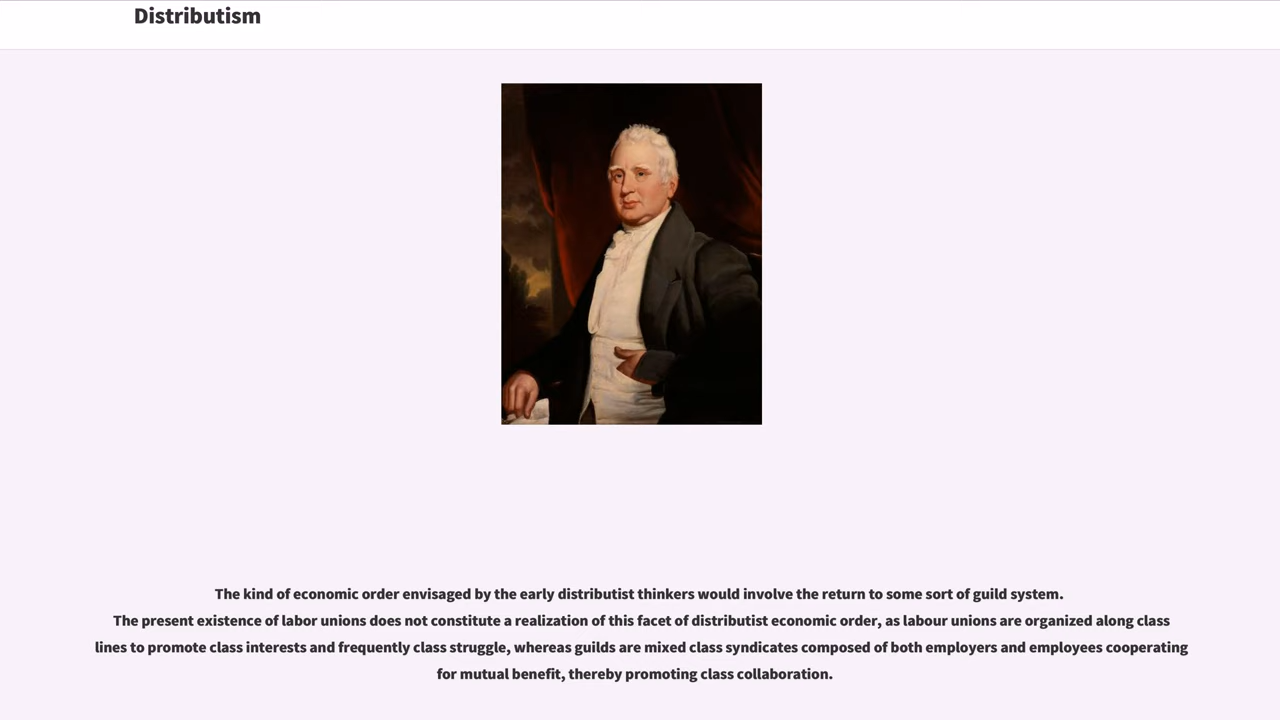 Distributism
The kind of economic order envisaged by the early distributist thinkers would involve the return to some sort of guild system.
The present existence of labor unions does not constitute a realization of this facet of distributist economic order, as labour unions are organized along class
lines to promote class interests and frequently class struggle, whereas guilds are mixed class syndicates composed of both employers and employees cooperating
for mutual benefit, thereby promoting class collaboration.